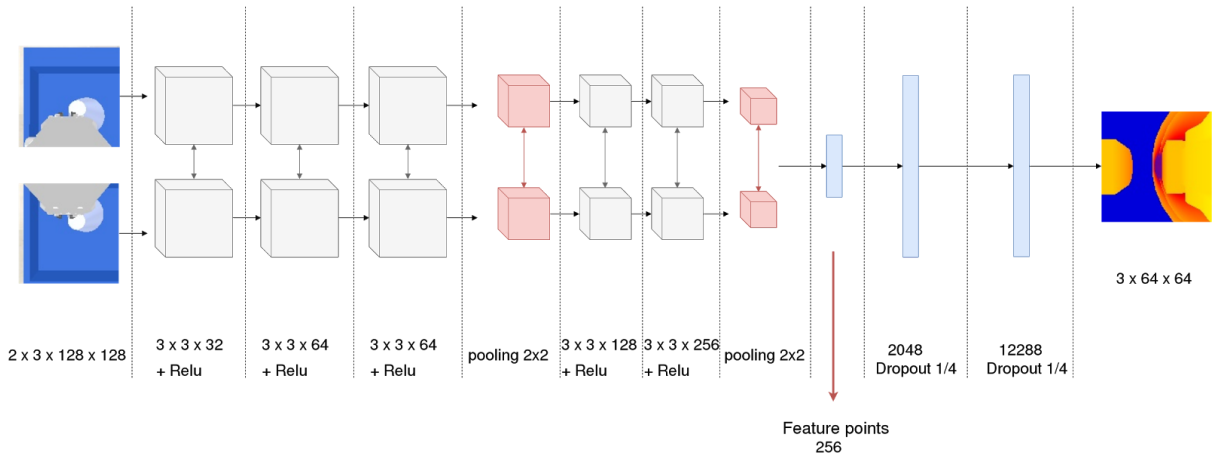 3 x 64 x 64
2 x 3 x 128 x 128
3 x 3 x 32
+ Relu
3 x 3 x 64
+ Relu
3 x 3 x 64
+ Relu
pooling 2x2
3 x 3 x 128
+ Relu
3 x 3 x 256
+ Relu
pooling 2x2
2048
Dropout 1/4
12288
Dropout 1/4
Feature points
256